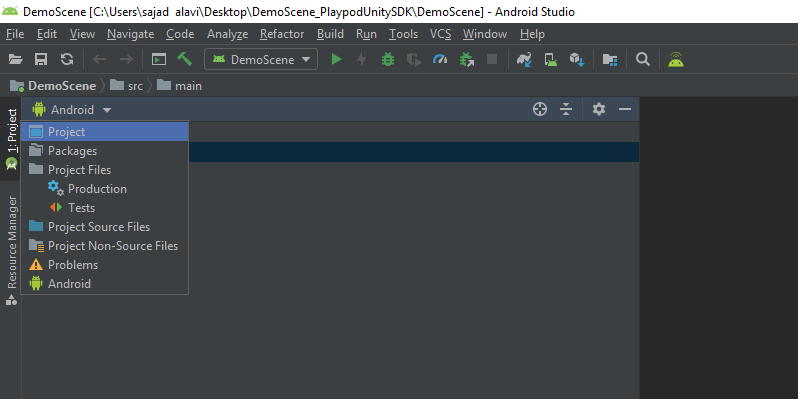 DemoScene [C:\Users\sajad alavi\Desktop\DemoScene_PlaypodUnitySDK\DemoScene] - Android Studio
File Edit View Navigate Code Analyze Refactor Build Run Tools VCS Window Help
DemoScene
DemoScene src main
1: Project
Resource Manager
Android
Project
Packages
Project Files
Production
Tests
Project Source Files
Project Non-Source Files
Problems
Android